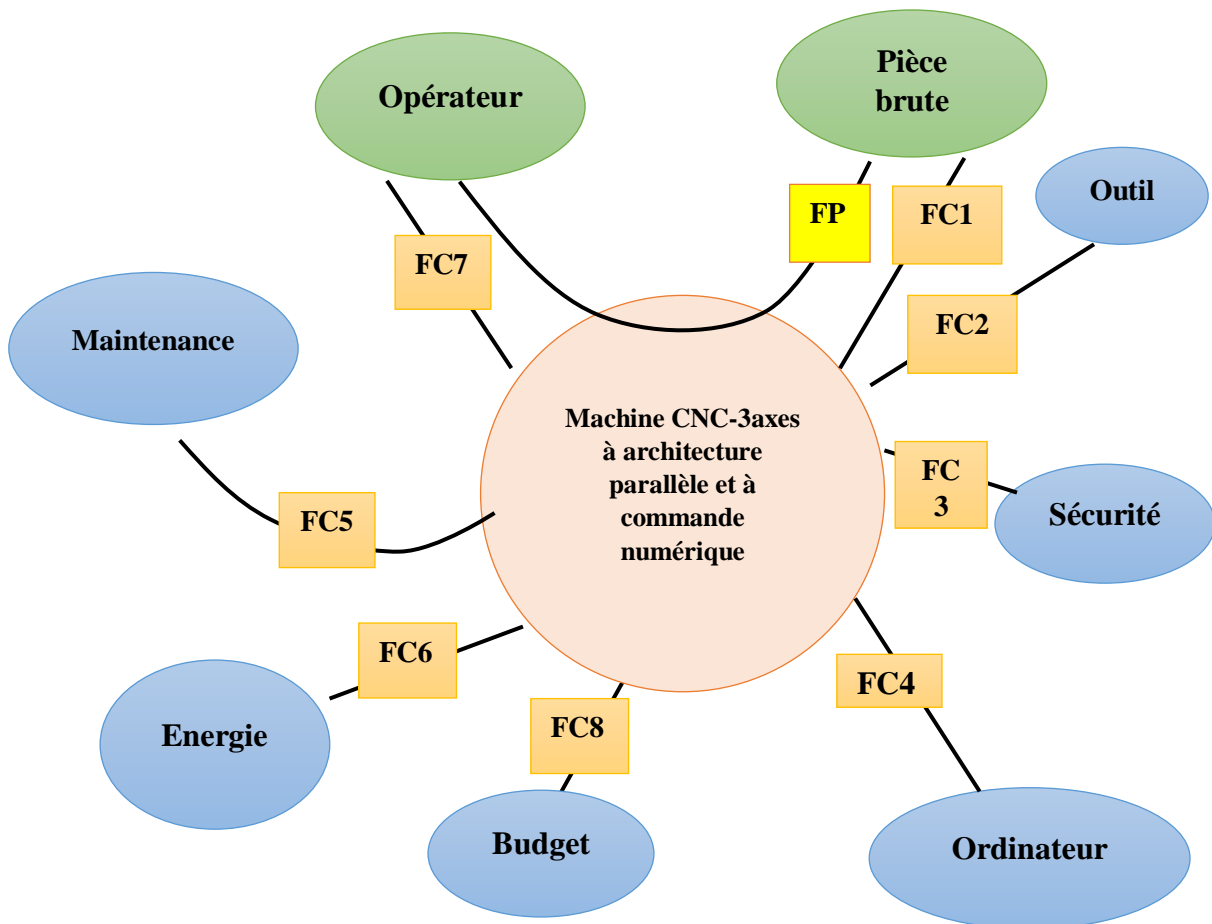 Opérateur
Pièce
brute
Outil
FP
FC1
FC7
FC2
Maintenance
Machine CNC-3axes
à architecture
parallèle et à
commande
numérique
FC
3
Sécurité
FC5
FC6
FC4
Energie
FC8
Budget
Ordinateur